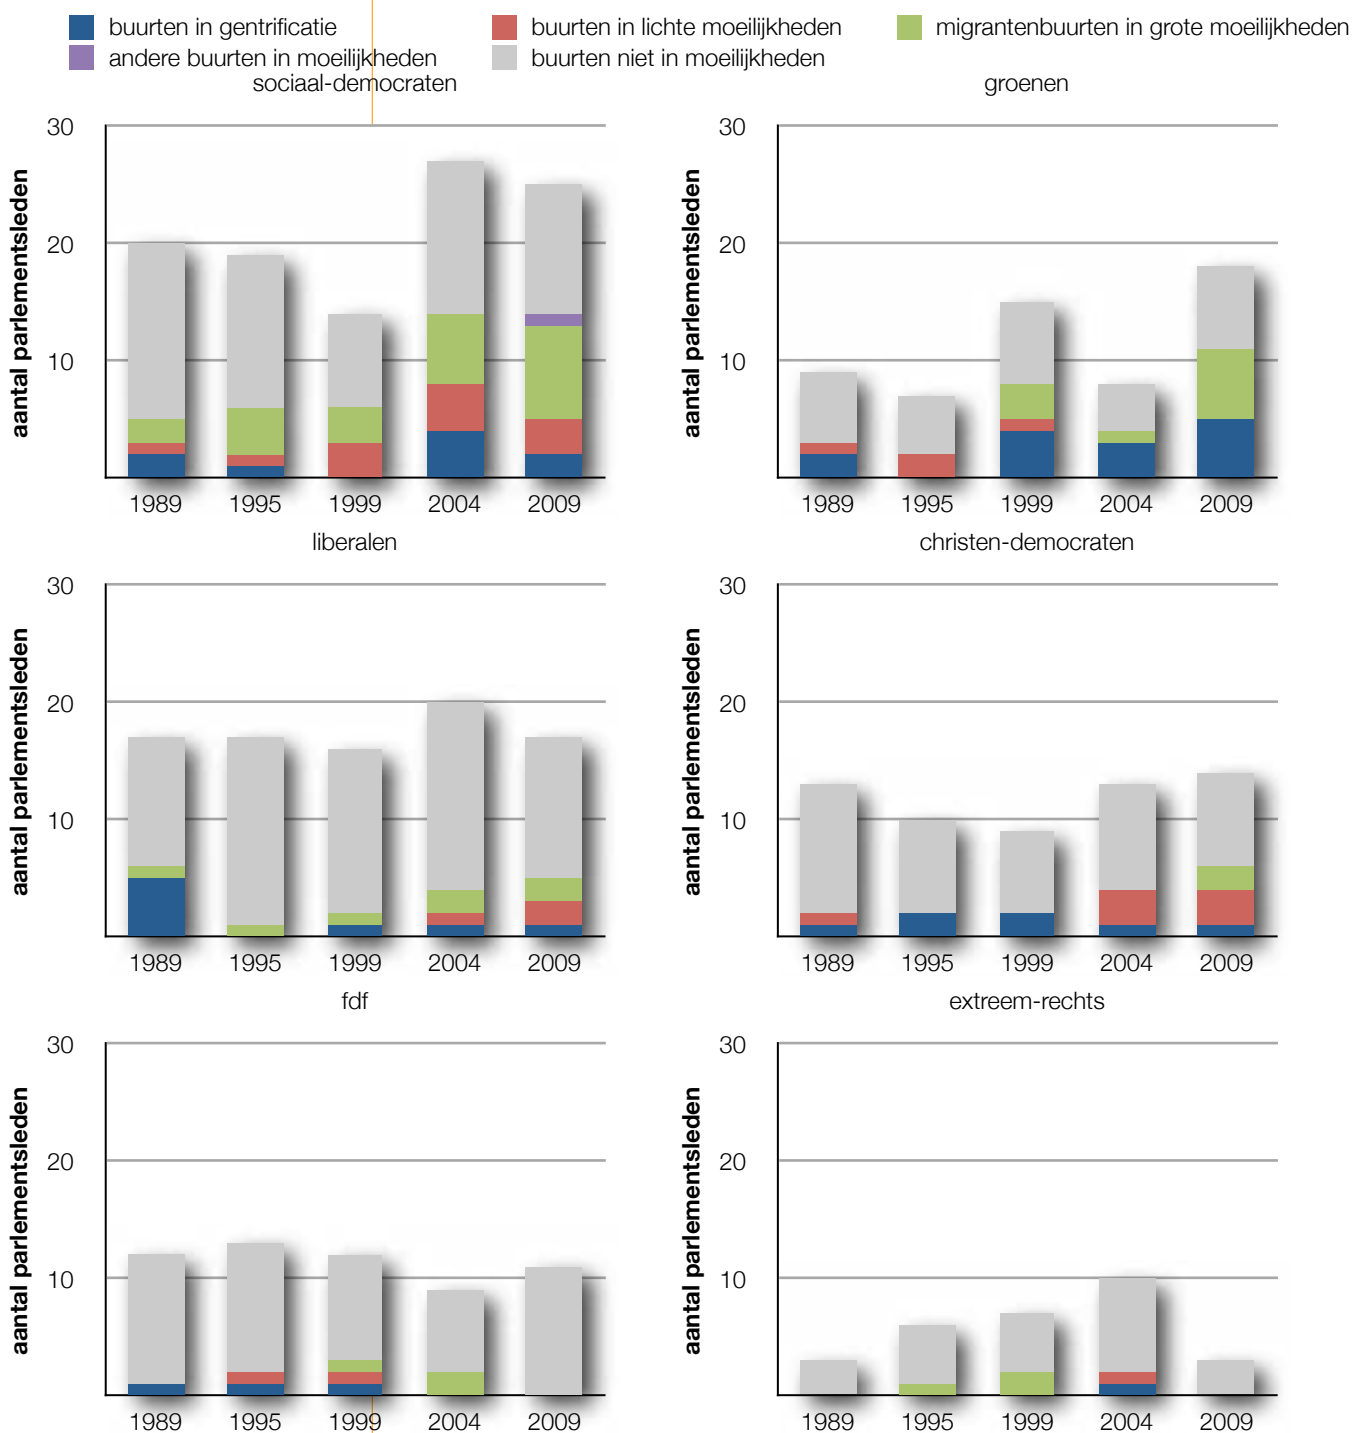 buurten in gentrificatie
buurten in lichte moeilijkheden
migrantenbuurten in grote moeilijkheden
andere buurten in moeilijkheden
buurten niet in moeilijkheden
sociaal-democraten
aantal parlementsleden
30
20
10
1989 1995 1999 2004 2009
groenen
aantal parlementsleden
30
20
10
1989 1995 1999 2004 2009
liberalen
aantal parlementsleden
30
20
10
1989 1995 1999 2004 2009
christen-democraten
aantal parlementsleden
30
20
10
1989 1995 1999 2004 2009
fdf
aantal parlementsleden
30
20
10
1989 1995 1999 2004 2009
extreem-rechts
aantal parlementsleden
30
20
10
1989 1995 1999 2004 2009